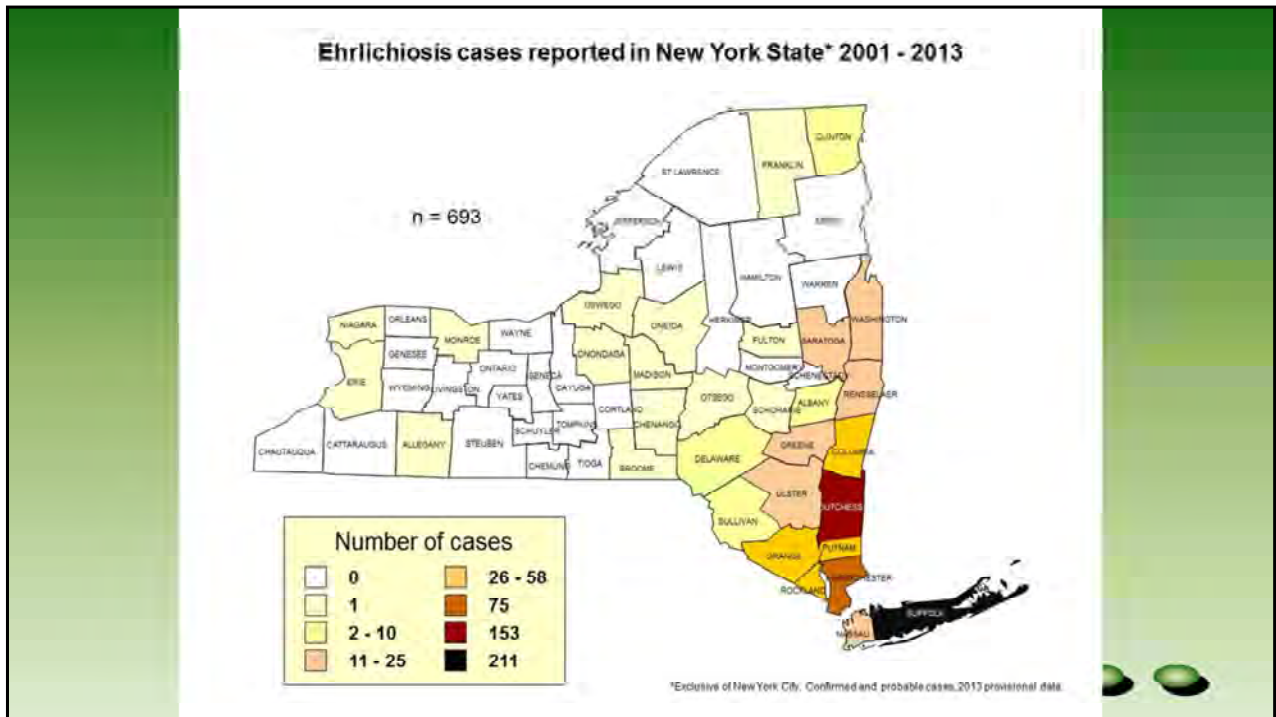 Ehrlichiosis cases reported in New York State* 2001 - 2013
n = 693
CLINTON
FRANKLIN
ST LAWRENCE
JEFFERSON
LEWIS
HAMILTON
WARREN
WASHINGTON
OSWEGO
ONEIDA
HERKIMER
FULTON
SARATOGA
NIAGARA
ORLEANS
MONROE
WAYNE
ONONDAGA
MADISON
MONTGOMERY
SCHENECTADY
GENESEE
ONTARIO
SENECA
CAYUGA
RENSSELAER
ERIE
WYOMING
LIVINGSTON
YATES
CORTLAND
OTSEGO
SCHOHARIE
ALBANY
CHENANGO
SCHUYLER
TOMPKINS
CHAUTAUQUA
CATTARAUGUS
ALLEGANY
STEUBEN
CHEMUNG
TIOGA
BROOME
DELAWARE
GREENE
COLUMBIA
ULSTER
DUTCHESS
SULLIVAN
ORANGE
PUTNAM
ROCKLAND
SUFFOLK
NASSAU
Number of cases
0
1
2 - 10
11 - 25
26 - 58
75
153
211
*Exclusive of New York City. Confirmed and probable cases, 2013 provisional data.